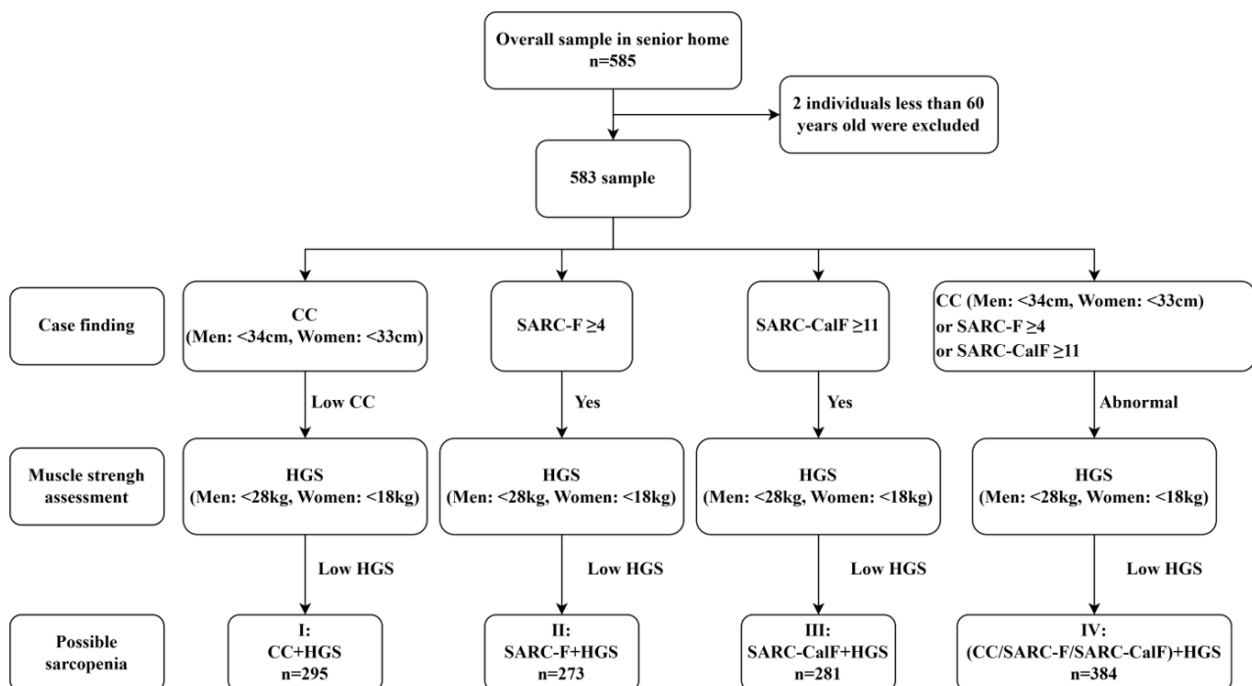 Overall sample in senior home
n=585
2 individuals less than 60
years old were excluded
583 sample
Case finding
CC
(Men: <34cm, Women: <33cm)
SARC-F ≥4
SARC-CalF ≥11
CC (Men: <34cm, Women: <33cm)
or SARC-F ≥4
or SARC-CalF ≥11
Low CC
Yes
Yes
Abnormal
Muscle strengh
assessment
HGS
(Men: <28kg, Women: <18kg)
HGS
(Men: <28kg, Women: <18kg)
HGS
(Men: <28kg, Women: <18kg)
HGS
(Men: <28kg, Women: <18kg)
Low HGS
Low HGS
Low HGS
Low HGS
Possible
sarcopenia
I:
CC+HGS
n=295
II:
SARC-F+HGS
n=273
III:
SARC-CalF+HGS
n=281
IV:
(CC/SARC-F/SARC-CalF)+HGS
n=384